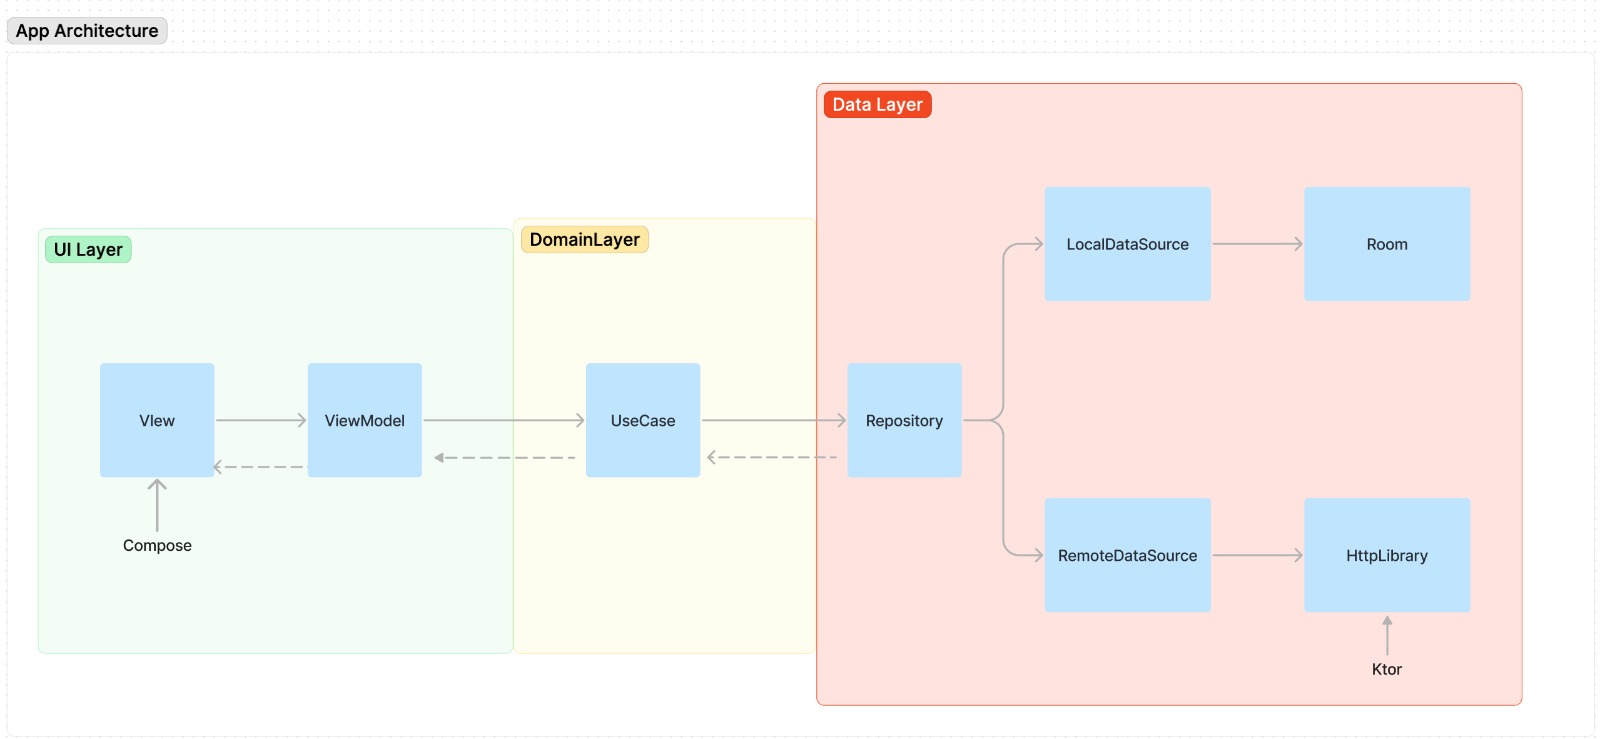 App Architecture
Data Layer
UI Layer
DomainLayer
LocalDataSource
Room
VIew
ViewModel
UseCase
Repository
Compose
RemoteDataSource
HttpLibrary
Ktor